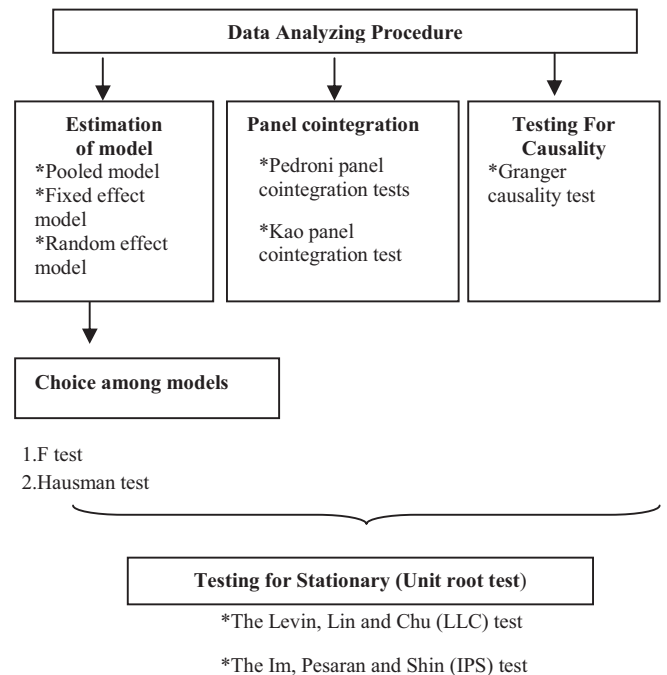 Data Analyzing Procedure
Estimation
of model
*Pooled model
*Fixed effect
model
*Random effect
model
Panel cointegration
*Pedroni panel
cointegration tests
*Kao panel
cointegration test
Testing For
Causality
*Granger
causality test
Choice among models
1.F test
2.Hausman test
Testing for Stationary (Unit root test)
*The Levin, Lin and Chu (LLC) test
*The Im, Pesaran and Shin (IPS) test